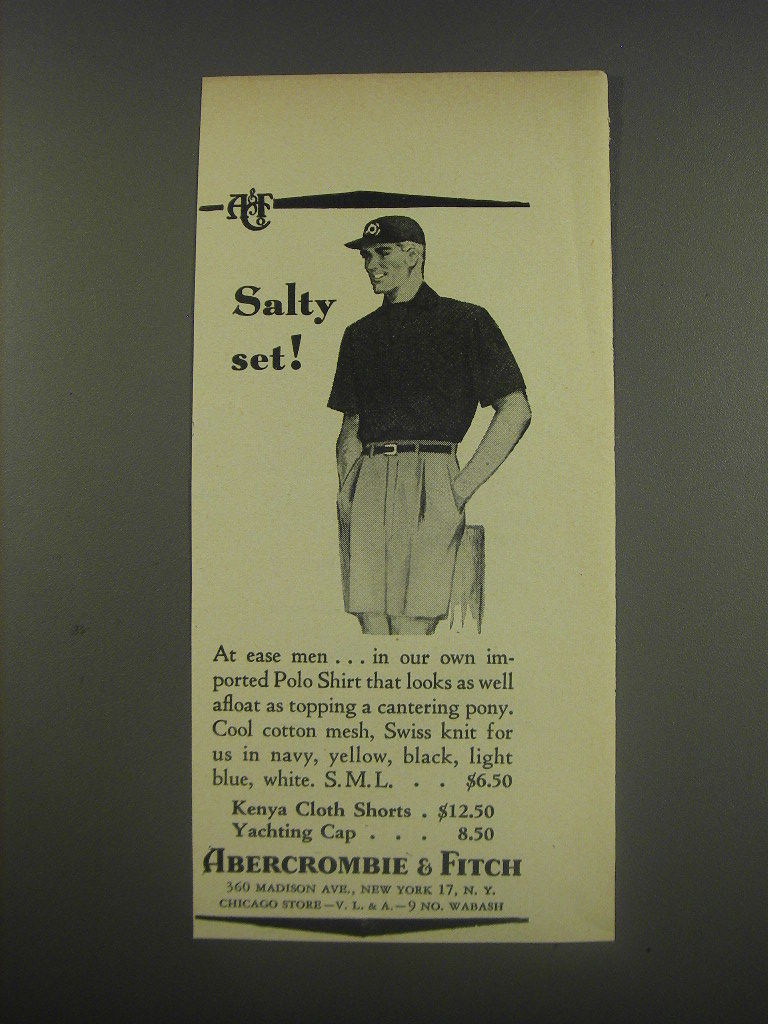 A&F Co
Salty
set!
At ease men . . . in our own im-
ported Polo Shirt that looks as well
afloat as topping a cantering pony.
Cool cotton mesh, Swiss knit for
us in navy, yellow, black, light
blue, white. S. M. L. . . $6.50
Kenya Cloth Shorts . $12.50
Yachting Cap . . . 8.50
ABERCROMBIE & FITCH
360 MADISON AVE., NEW YORK 17, N. Y.
CHICAGO STORE—V. L. & A.—9 NO. WABASH